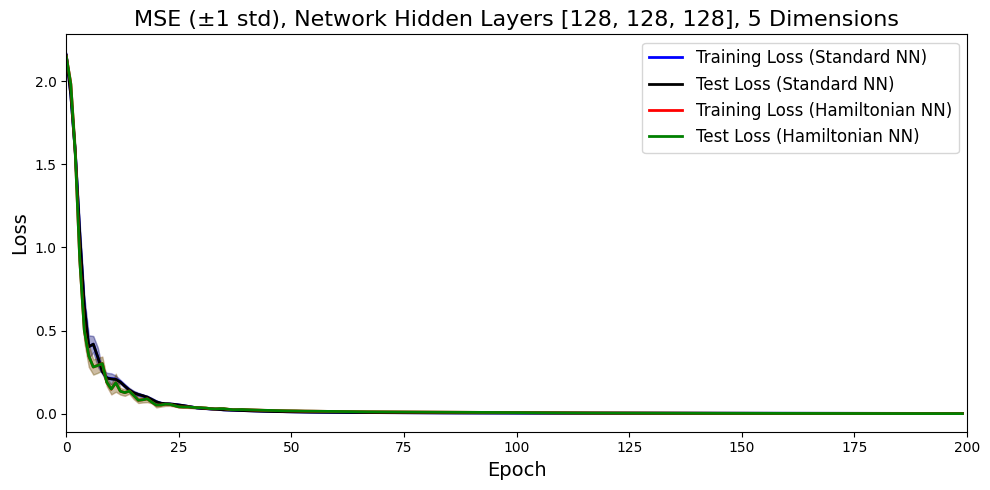 MSE (±1 std), Network Hidden Layers [128, 128, 128], 5 Dimensions
Training Loss (Standard NN)
Test Loss (Standard NN)
Training Loss (Hamiltonian NN)
Test Loss (Hamiltonian NN)
Loss
2.0
1.5
1.0
0.5
0.0
0 25 50 75 100 125 150 175 200
Epoch